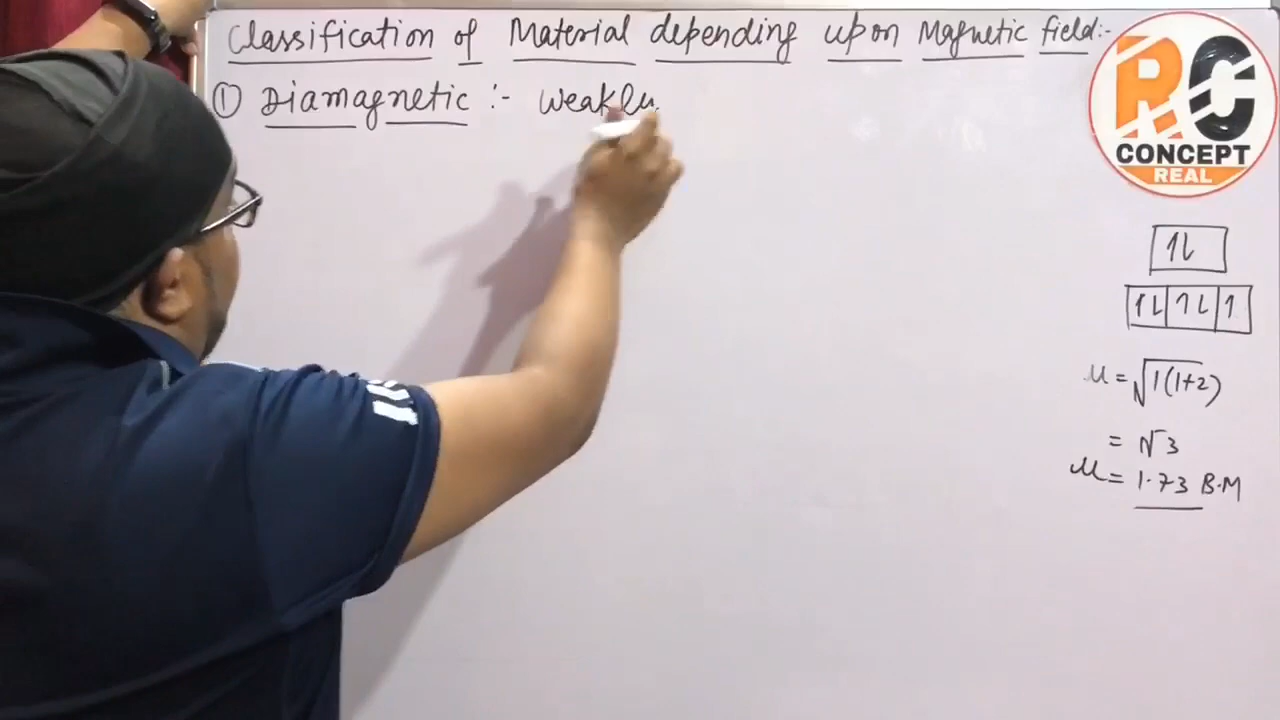 Classification of Material depending upon Magnetic field:-
① Diamagnetic :- Weakly
RC
CONCEPT
REAL
1L
1L 1L 1
μ = √1(1+2)
= √3
μ = 1.73 B.M